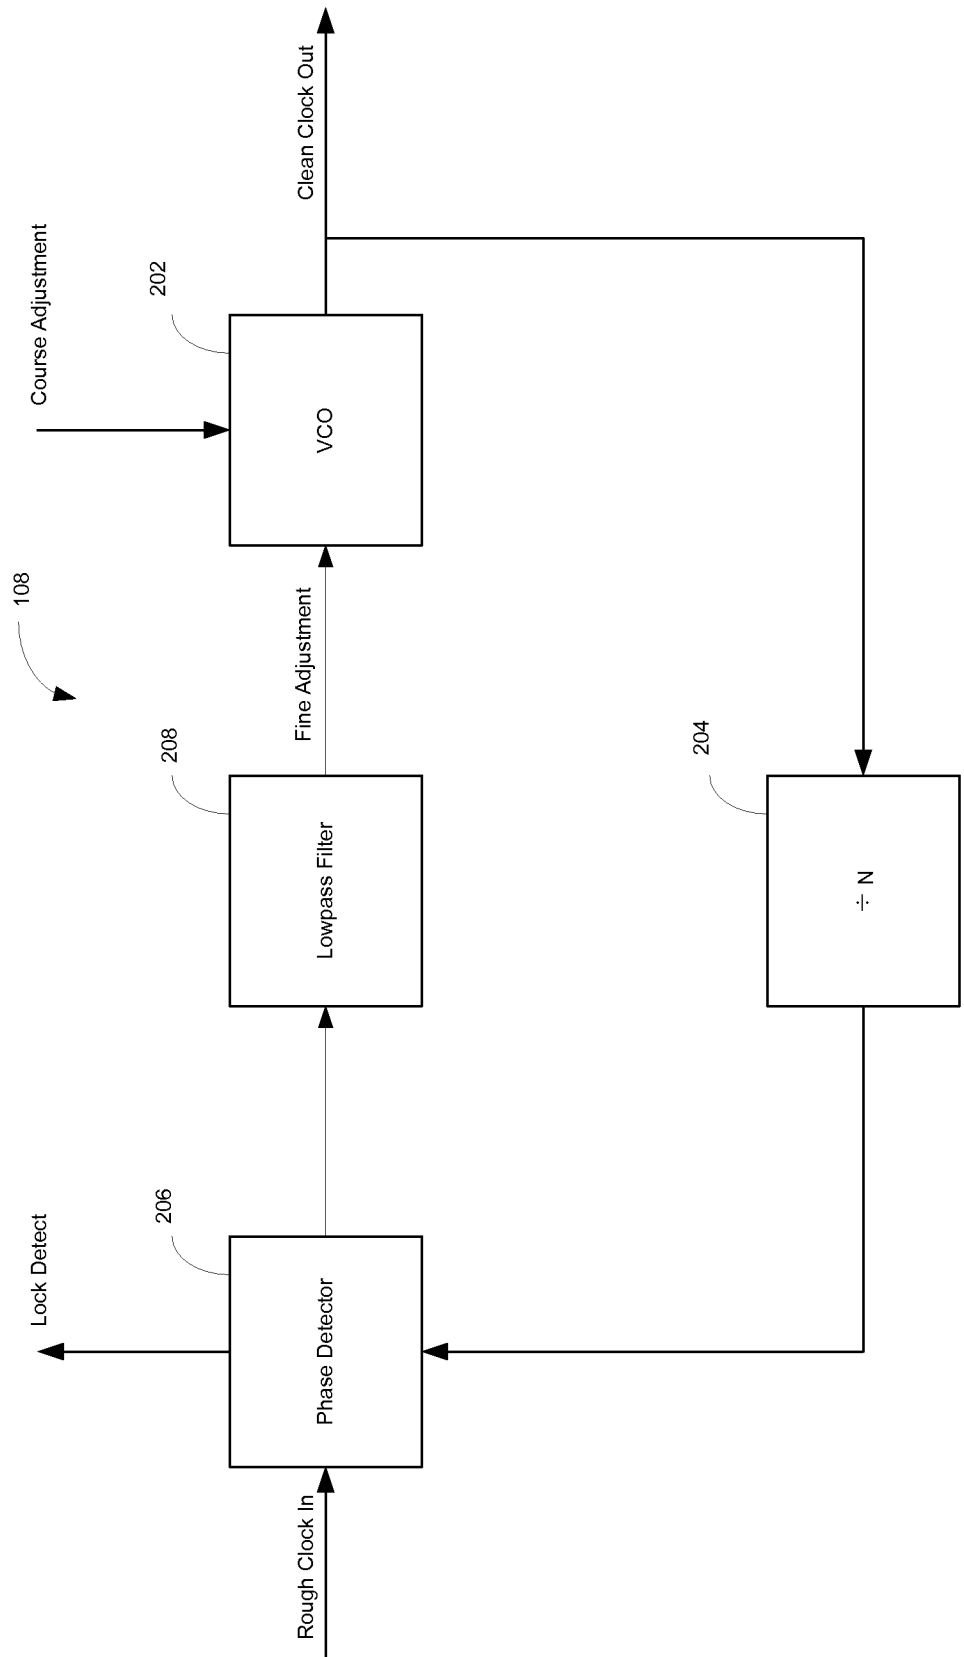 108
Lock Detect
Course Adjustment
206
208
202
Rough Clock In
Phase Detector
Lowpass Filter
Fine Adjustment
VCO
Clean Clock Out
204
÷ N